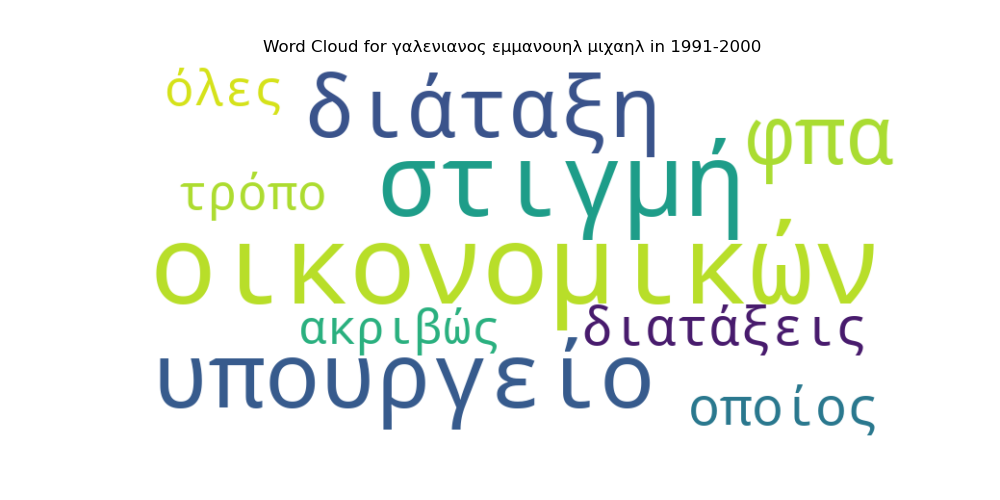 Word Cloud for γαλενιανος εμμανουηλ μιχαηλ in 1991-2000
όλες
διάταξη
φπα
στιγμή
τρόπο
οικονομικών
ακριβώς
διατάξεις
υπουργείο
οποίος